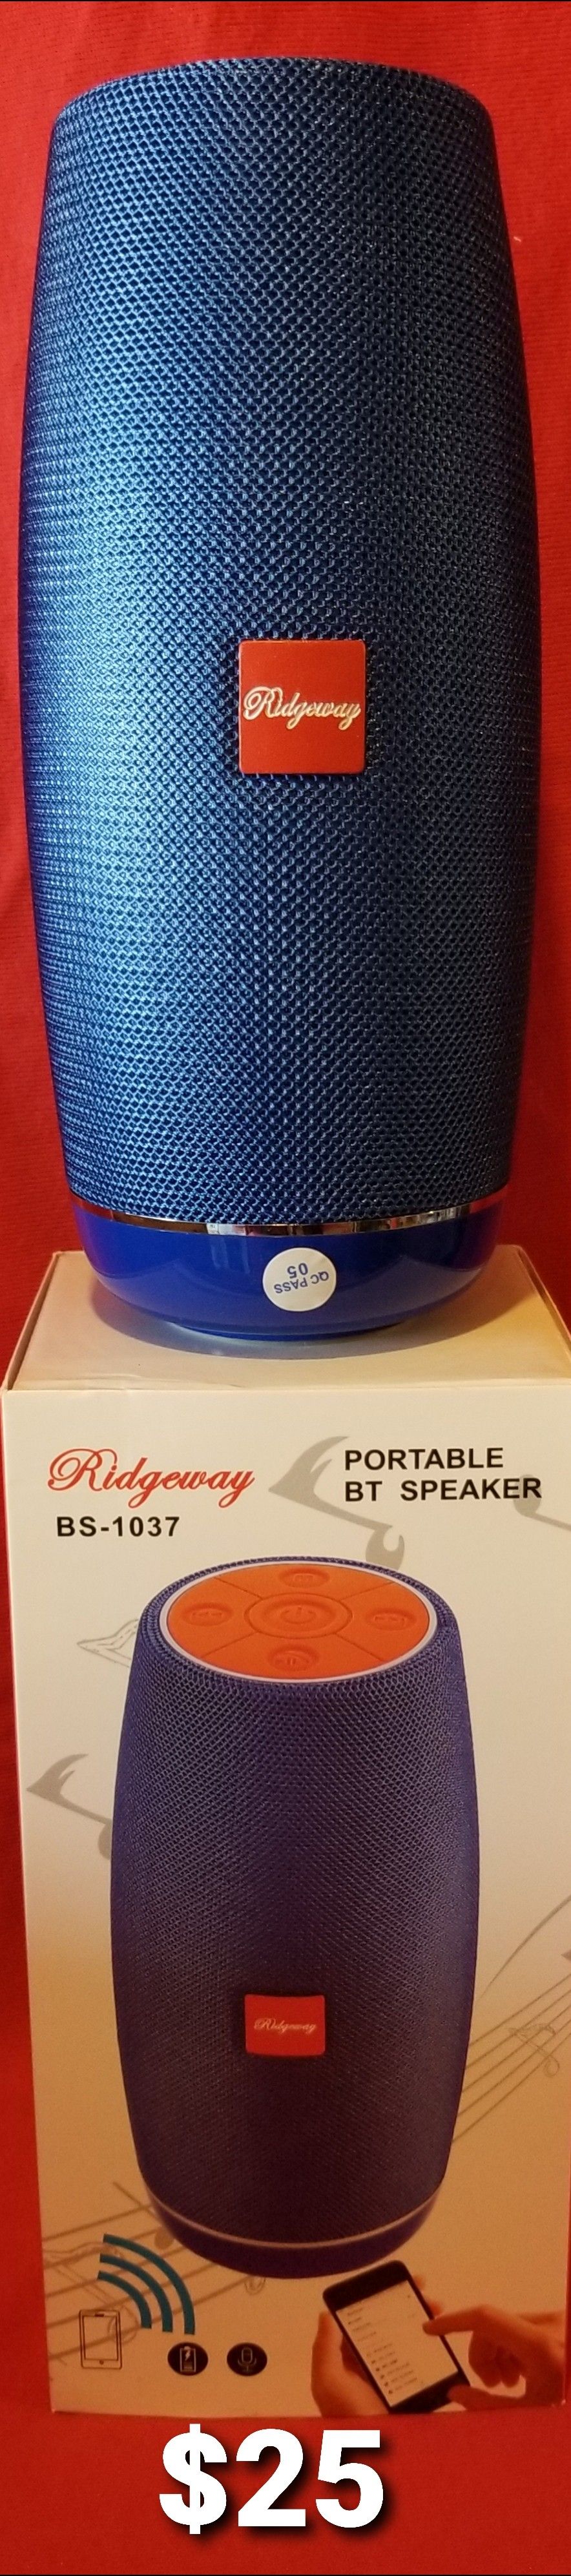 Ridgeway
QC PASS
05
Ridgeway
PORTABLE
BT SPEAKER
BS-1037
Ridgeway
$25